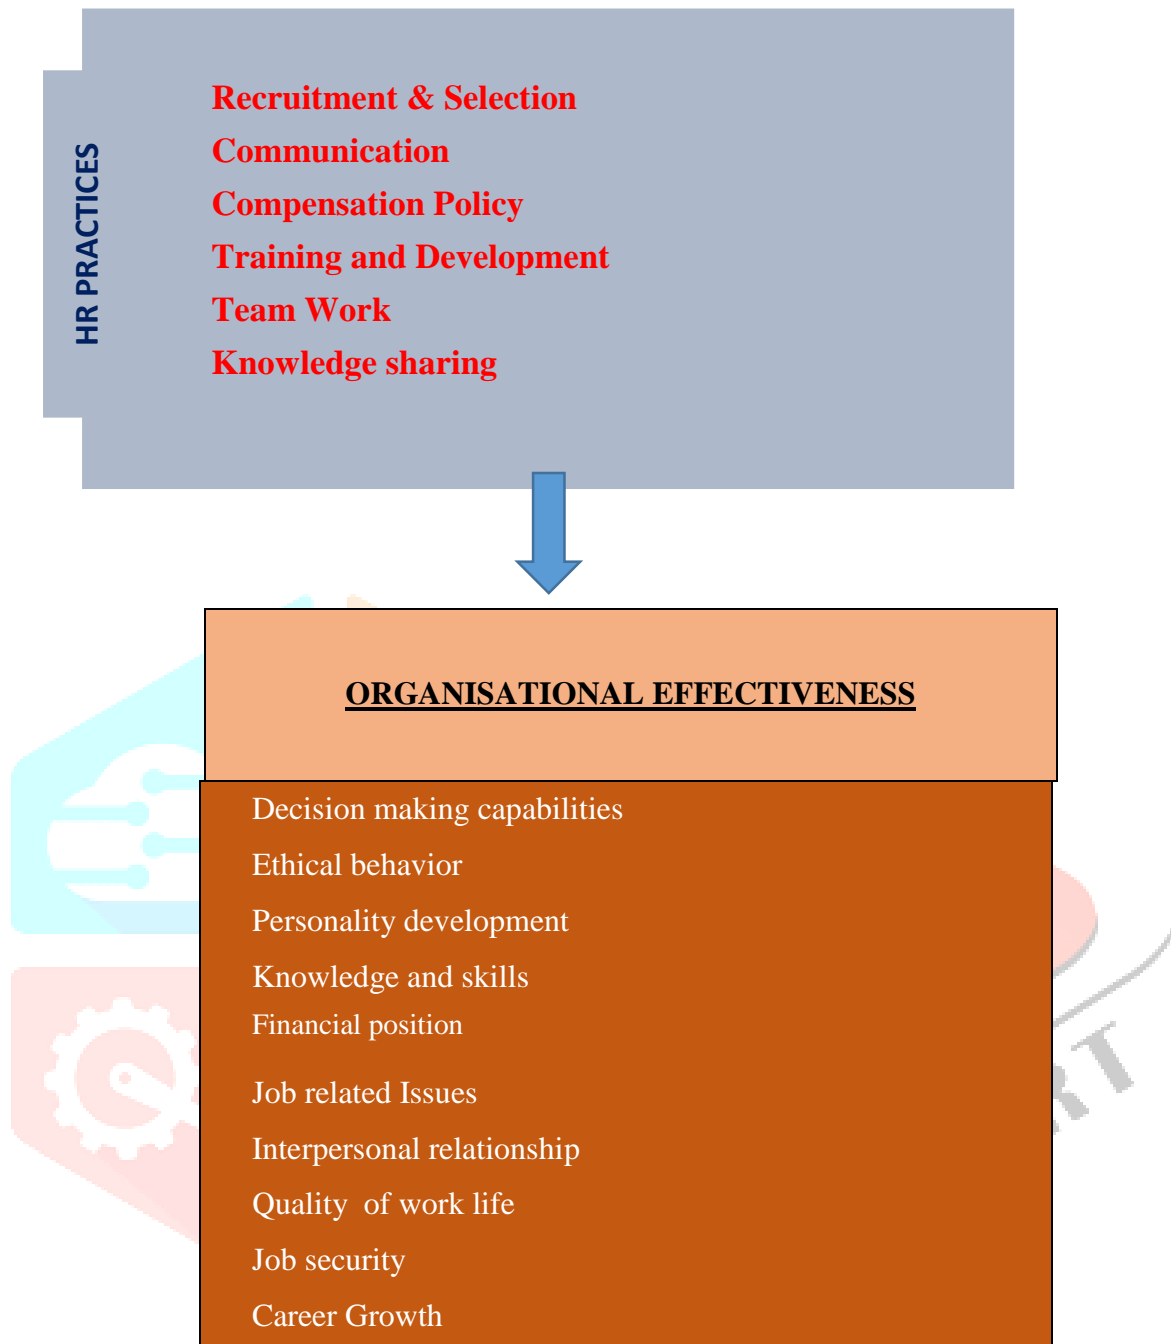 HR PRACTICES
Recruitment & Selection
Communication
Compensation Policy
Training and Development
Team Work
Knowledge sharing
ORGANISATIONAL EFFECTIVENESS
Decision making capabilities
Ethical behavior
Personality development
Knowledge and skills
Financial position
Job related Issues
Interpersonal relationship
Quality  of work life
Job security
Career Growth